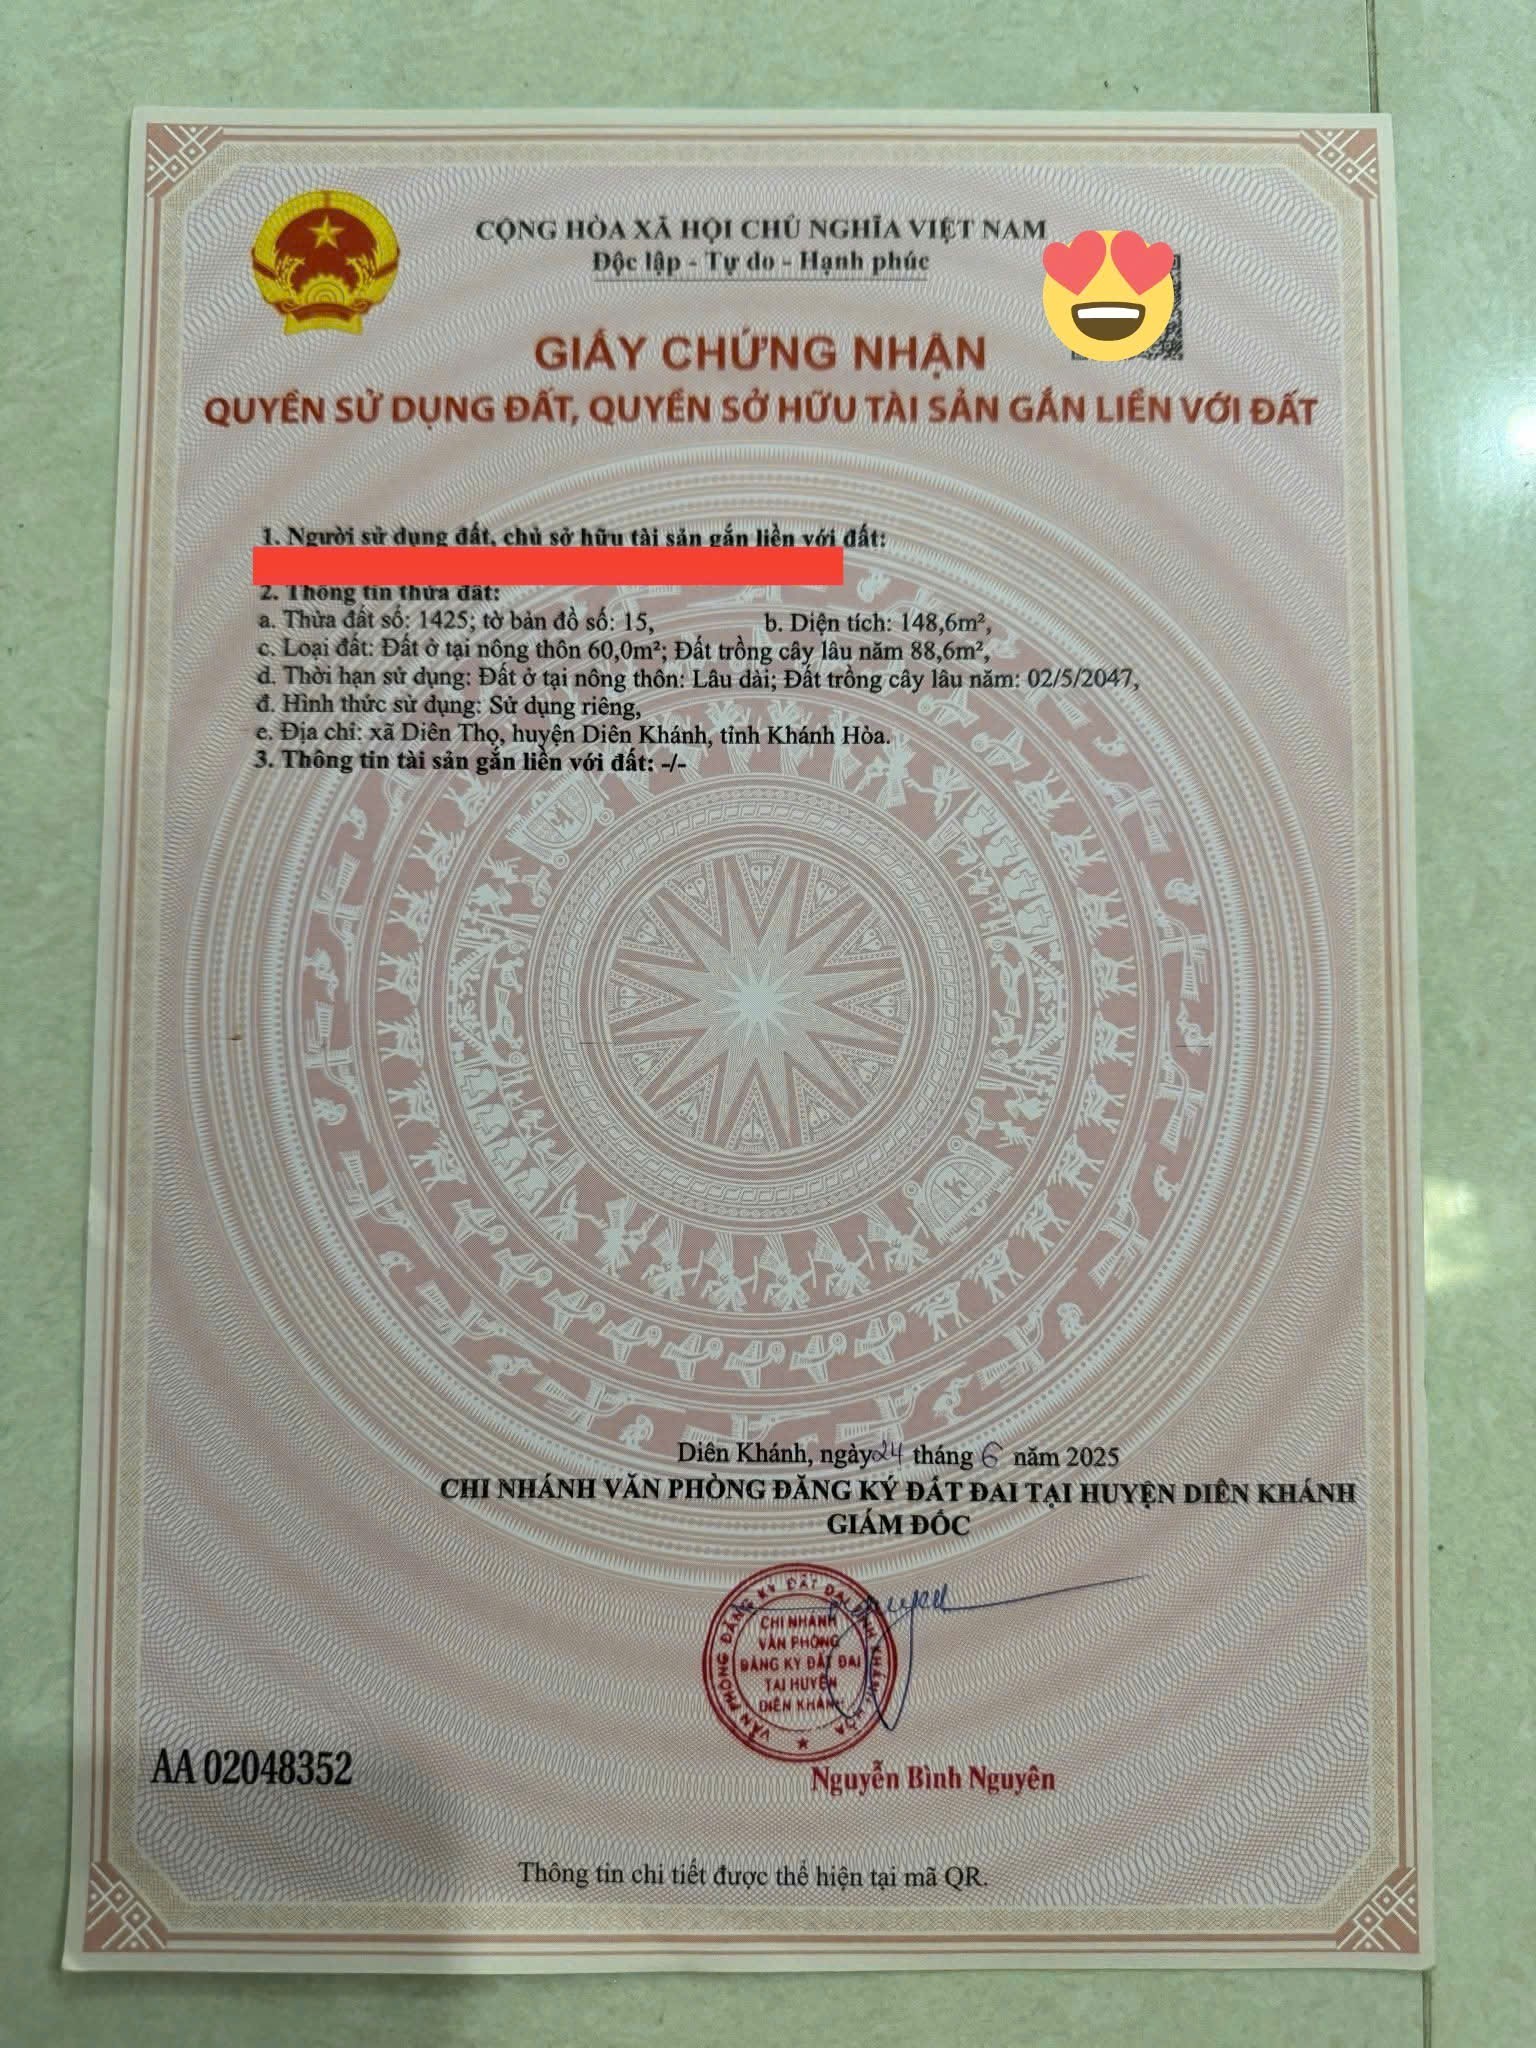 CỘNG HÒA XÃ HỘI CHỦ NGHĨA VIỆT NAM
Độc lập - Tự do - Hạnh phúc
GIẤY CHỨNG NHẬN
QUYỀN SỬ DỤNG ĐẤT, QUYỀN SỞ HỮU TÀI SẢN GẮN LIỀN VỚI ĐẤT
1. Người sử dụng đất, chủ sở hữu tài sản gắn liền với đất:
2. Thông tin thửa đất:
a. Thửa đất số: 1425; tờ bản đồ số: 15, b. Diện tích: 148,6m²,
c. Loại đất: Đất ở tại nông thôn 60,0m²; Đất trồng cây lâu năm 88,6m²,
d. Thời hạn sử dụng: Đất ở tại nông thôn: Lâu dài; Đất trồng cây lâu năm: 02/5/2047,
đ. Hình thức sử dụng: Sử dụng riêng,
e. Địa chỉ: xã Diên Thọ, huyện Diên Khánh, tỉnh Khánh Hòa.
3. Thông tin tài sản gắn liền với đất: -/-
Diên Khánh, ngày 24 tháng 6 năm 2025
CHI NHÁNH VĂN PHÒNG ĐĂNG KÝ ĐẤT ĐAI TẠI HUYỆN DIÊN KHÁNH
GIÁM ĐỐC
VĂN PHÒNG ĐĂNG KÝ ĐẤT ĐAI TỈNH KHÁNH HÒA
CHI NHÁNH
VĂN PHÒNG
ĐĂNG KÝ ĐẤT ĐAI
TẠI HUYỆN
DIÊN KHÁNH
Nguyễn Bình Nguyên
AA 02048352
Thông tin chi tiết được thể hiện tại mã QR.